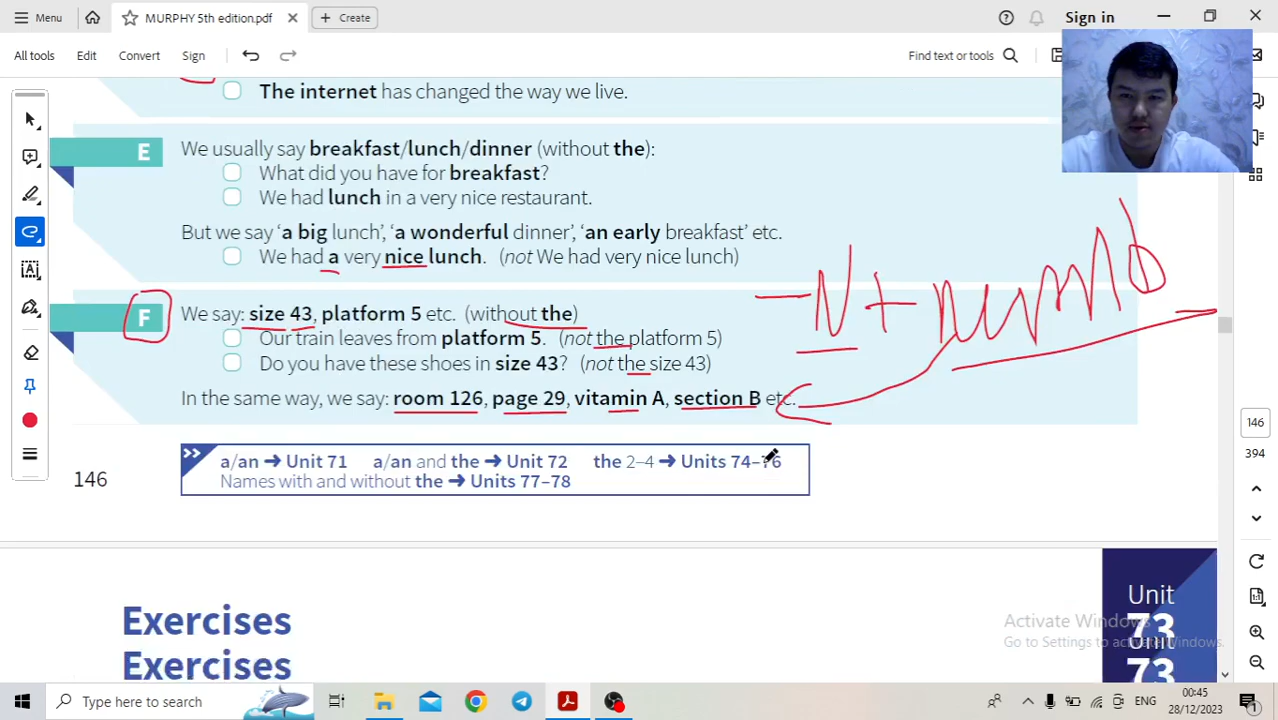 Menu
MURPHY 5th edition.pdf
Create
Sign in
All tools
Edit
Convert
Sign
Find text or tools
The internet has changed the way we live.
E
We usually say breakfast/lunch/dinner (without the):
What did you have for breakfast?
We had lunch in a very nice restaurant.
But we say ‘a big lunch’, ‘a wonderful dinner’, ‘an early breakfast’ etc.
We had a very nice lunch. (not We had very nice lunch)
F
We say: size 43, platform 5 etc. (without the)
Our train leaves from platform 5. (not the platform 5)
Do you have these shoes in size 43? (not the size 43)
In the same way, we say: room 126, page 29, vitamin A, section B etc.
N +
146
394
a/an ➜ Unit 71 a/an and the ➜ Unit 72 the 2–4 ➜ Units 74–76
Names with and without the ➜ Units 77–78
146
Exercises
Exercises
Unit
73
Unit
73
Activate Windows
Go to Settings to activate Windows.
Type here to search
ENG
00:45
28/12/2023
1